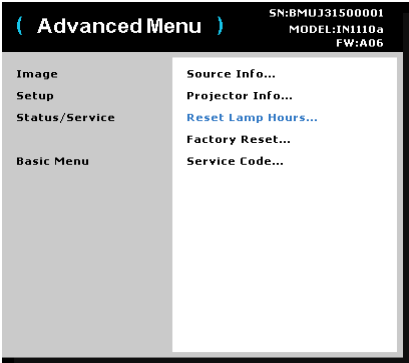 ( Advanced Menu )
SN:BMUJ31500001
MODEL:IN1110a
FW:A06
Image
Setup
Status/Service
Basic Menu
Source Info...
Projector Info...
Reset Lamp Hours...
Factory Reset...
Service Code...